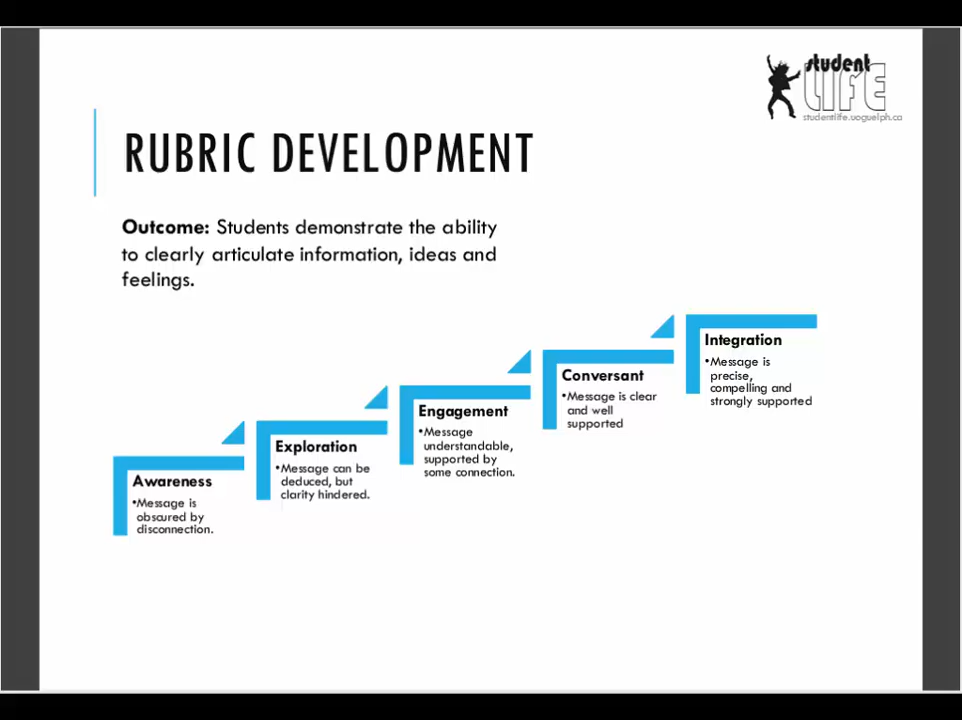 student
LIFE
studentlife.uoguelph.ca
RUBRIC DEVELOPMENT
Outcome: Students demonstrate the ability
to clearly articulate information, ideas and
feelings.
Awareness
•Message is
obscured by
disconnection.
Exploration
•Message can be
deduced, but
clarity hindered.
Engagement
•Message
understandable,
supported by
some connection.
Conversant
•Message is clear
and well
supported
Integration
•Message is
precise,
compelling and
strongly supported